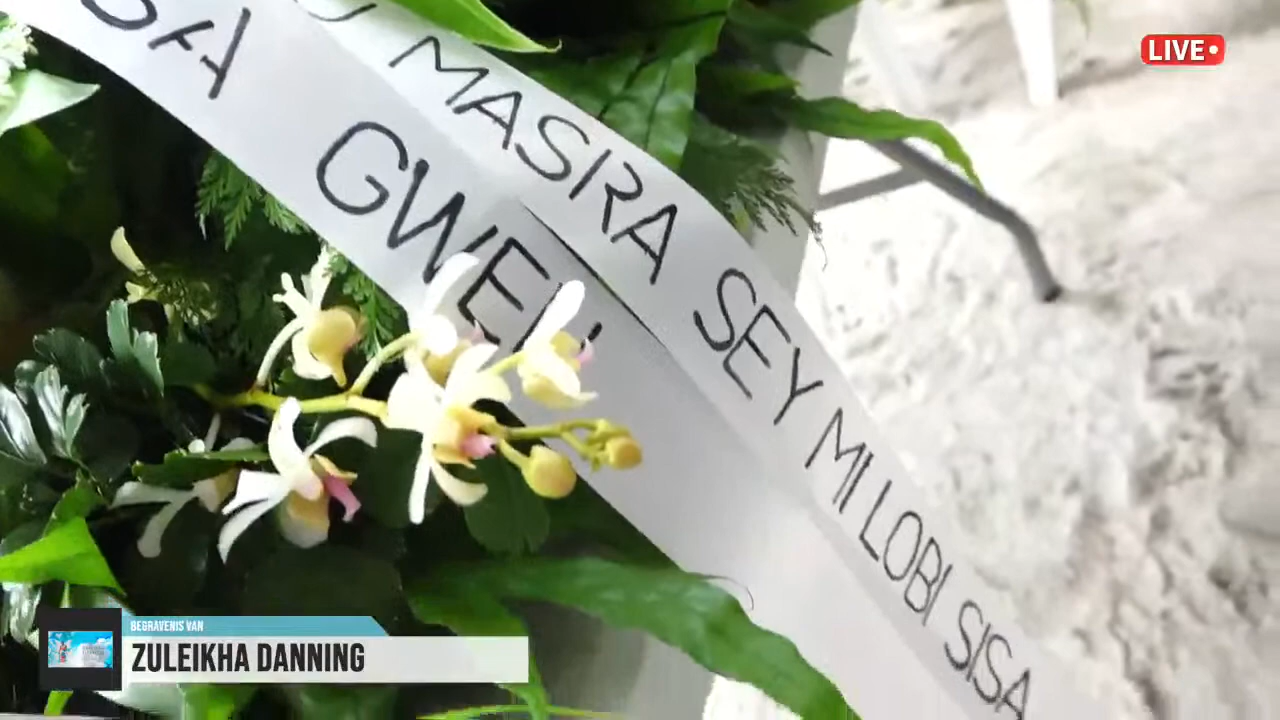 LIVE
MASRA SEY MI LOBI SISA
GWEN
BEGRAVENIS VAN
ZULEIKHA DANNING